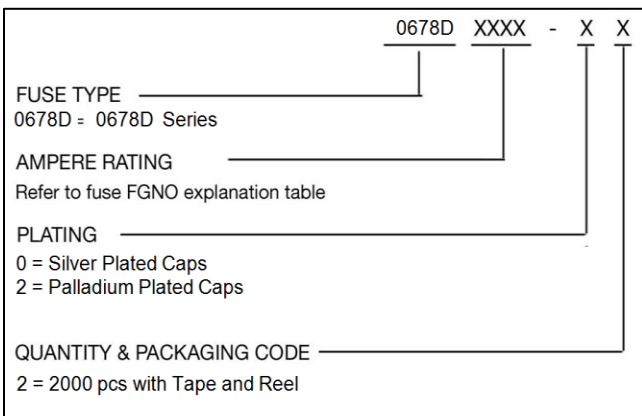 0678D XXXX - X X
FUSE TYPE
0678D = 0678D Series
AMPERE RATING
Refer to fuse FGNO explanation table
PLATING
0 = Silver Plated Caps
2 = Palladium Plated Caps
QUANTITY & PACKAGING CODE
2 = 2000 pcs with Tape and Reel